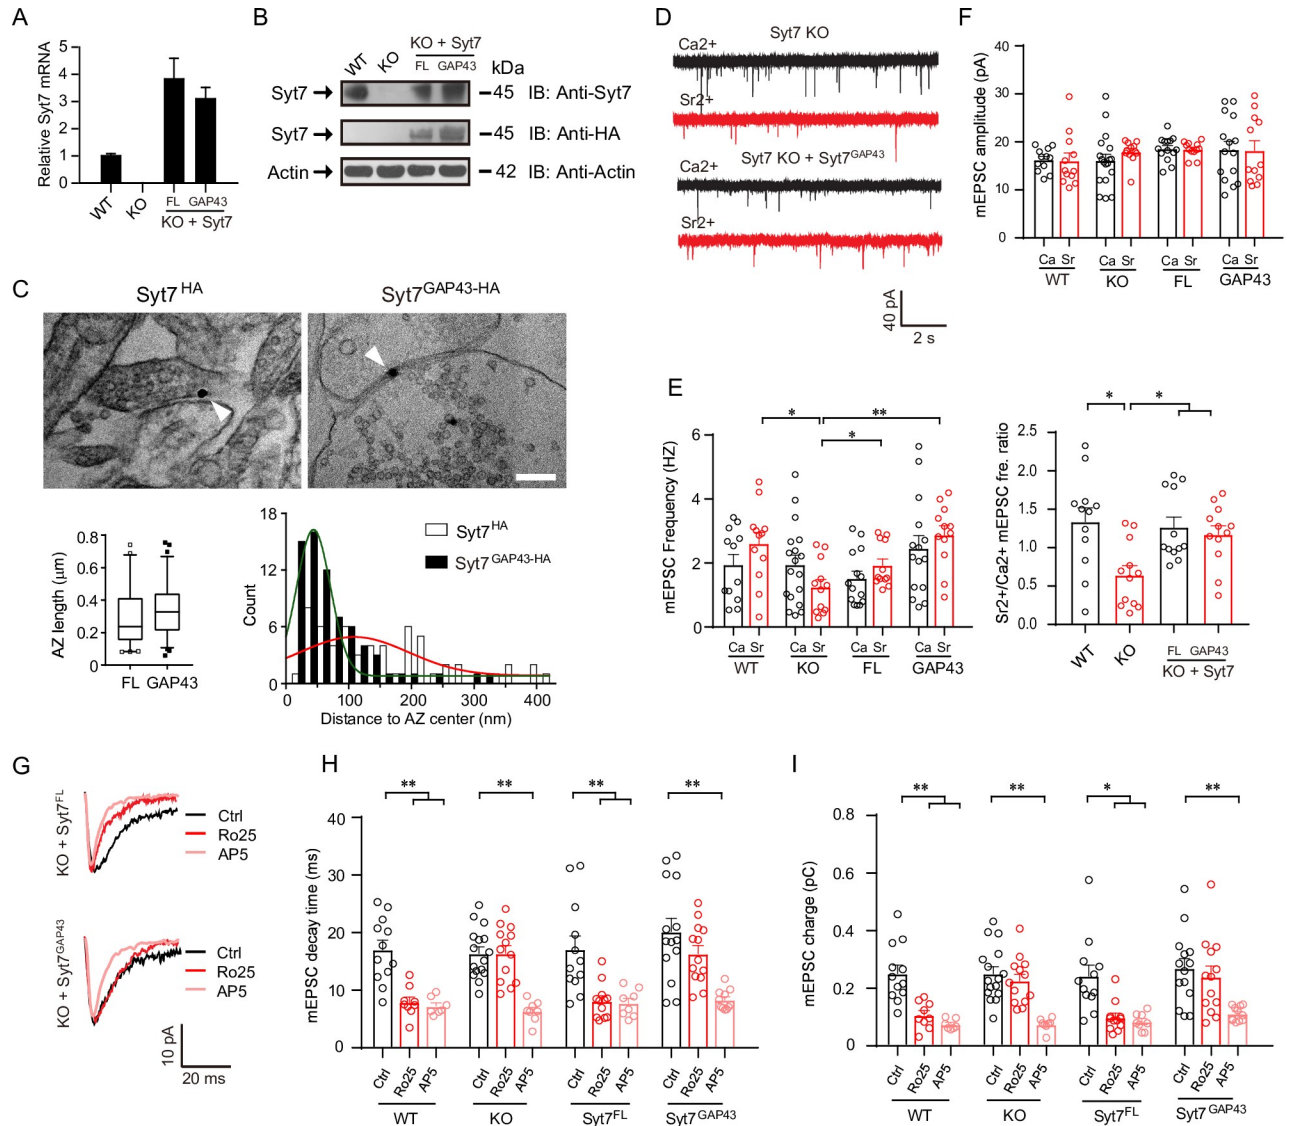 A
Relative Syt7 mRNA
5
4
3
2
1
0
WT
KO
FL GAP43
KO + Syt7
B
KO + Syt7
WT KO FL GAP43 kDa
Syt7 45 IB: Anti-Syt7
Syt7 45 IB: Anti-HA
Actin 42 IB: Anti-Actin
C
Syt7HA
Syt7GAP43-HA
AZ length (μm)
0.8
0.6
0.4
0.2
0
FL GAP43
Count
18
12
6
0
Syt7HA
Syt7GAP43-HA
0 100 200 300 400
Distance to AZ center (nm)
D
Syt7 KO
Ca2+
Sr2+
Syt7 KO + Syt7GAP43
Ca2+
Sr2+
40 pA
2 s
E
* **
*
mEPSC Frequency (HZ)
6
4
2
0
Ca Sr Ca Sr Ca Sr Ca Sr
WT KO FL GAP43
* *
Sr2+/Ca2+ mEPSC fre. ratio
2.5
2.0
1.5
1.0
0.5
0.0
WT
KO
FL GAP43
KO + Syt7
F
mEPSC amplitude (pA)
40
30
20
10
0
Ca Sr Ca Sr Ca Sr Ca Sr
WT KO FL GAP43
G
KO + Syt7FL
Ctrl
Ro25
AP5
KO + Syt7GAP43
Ctrl
Ro25
AP5
10 pA
20 ms
H
** ** ** **
mEPSC decay time (ms)
40
30
20
10
0
Ctrl Ro25 AP5 Ctrl Ro25 AP5 Ctrl Ro25 AP5 Ctrl Ro25 AP5
WT KO Syt7FL Syt7GAP43
I
** ** * **
mEPSC charge (pC)
0.8
0.6
0.4
0.2
0
Ctrl Ro25 AP5 Ctrl Ro25 AP5 Ctrl Ro25 AP5 Ctrl Ro25 AP5
WT KO Syt7FL Syt7GAP43